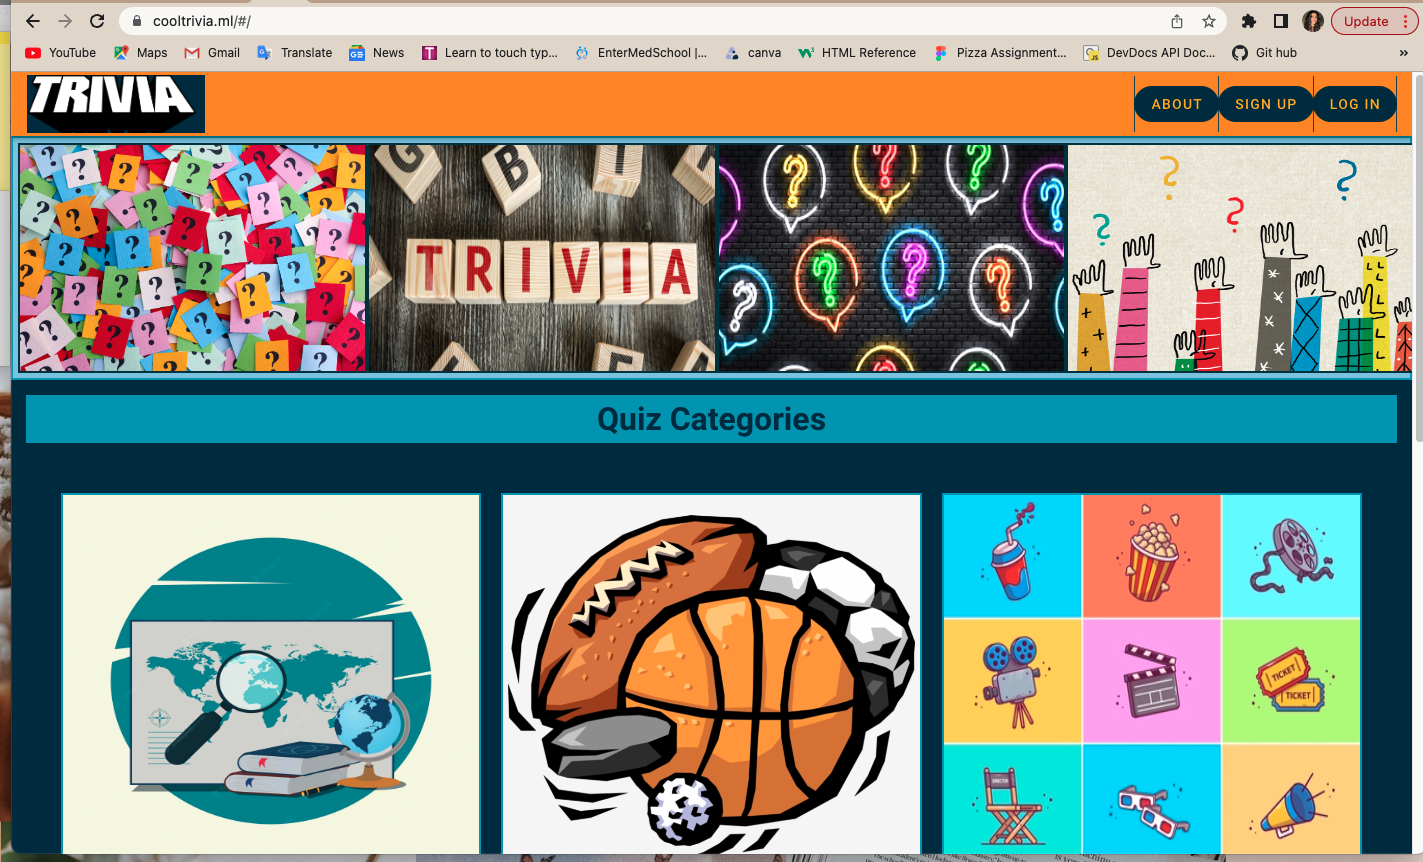 cooltrivia.ml/#/
Update
YouTube
Maps
Gmail
Translate
News
Learn to touch typ...
EnterMedSchool |...
canva
HTML Reference
Pizza Assignment...
DevDocs API Doc...
Git hub
»
TRIVIA
ABOUT
SIGN UP
LOG IN
G B I
TRIVIA
Quiz Categories
TICKET
TICKET
DIRECTOR